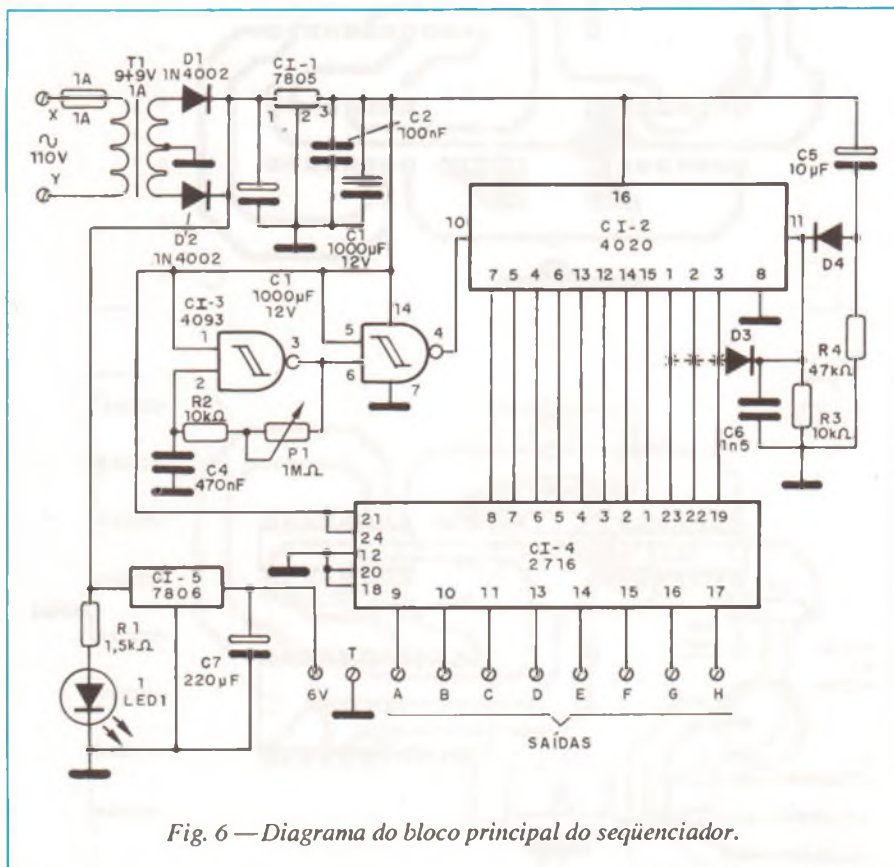 1A
1A
X
110V
Y
T1
9+9V
1A
D1
1N4002
D2
1N4002
CI-1
7805
1 2 3
C2
100nF
C1
1000µF
12V
C1
1000µF
12V
CI-3
4093
1
2
3
R2
10kΩ
P1
1MΩ
C4
470nF
5
6
14
4
7
10
16
CI-2
4020
11
7 5 4 6 13 12 14 15 1 2 3 8
C5
10µF
D4
D3
R4
47kΩ
R3
10kΩ
C6
1n5
8 7 6 5 4 3 2 1 23 22 19
21
24
12
20
18
CI-4
2716
9 10 11 13 14 15 16 17
CI-5
7806
R1
1,5kΩ
1
LED1
C7
220µF
6V
T
A B C D E F G H
SAÍDAS
Fig. 6 — Diagrama do bloco principal do seqüenciador.